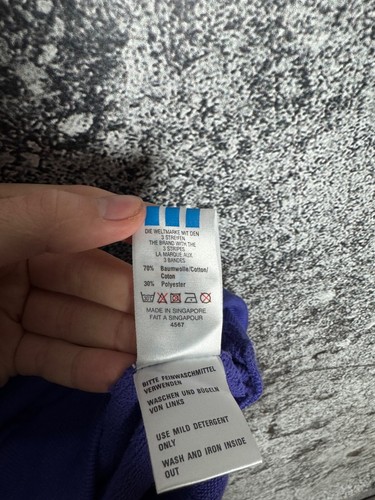 DIE WELTMARKE MIT DEN
3 STREIFEN
THE BRAND WITH THE
3 STRIPES
LA MARQUE AUX
3 BANDES
70% Baumwolle/Cotton/
Coton
30% Polyester
MADE IN SINGAPORE
FAIT À SINGAPOUR
4567
BITTE FEINWASCHMITTEL
VERWENDEN
WASCHEN UND BÜGELN
VON LINKS
USE MILD DETERGENT
ONLY
WASH AND IRON INSIDE
OUT